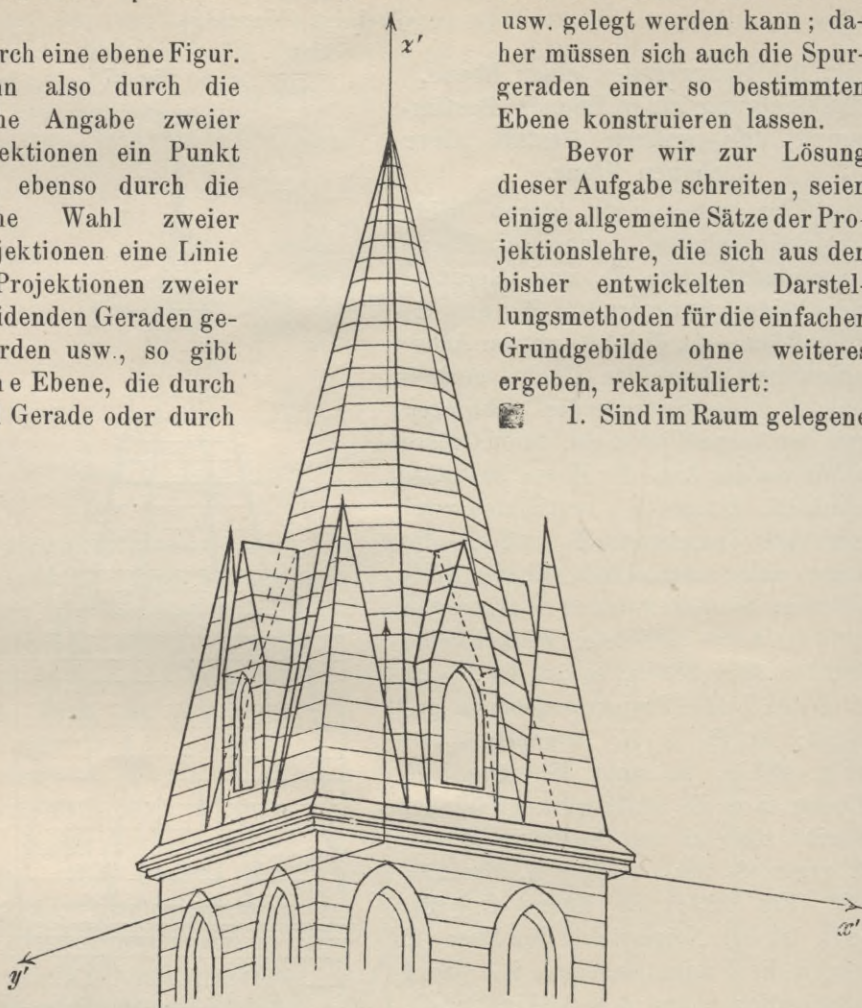 rch eine ebene Figur.
n also durch die
ne Angabe zweier
ektionen ein Punkt
ebenso durch die
ne Wahl zweier
jektionen eine Linie
Projektionen zweier
idenden Geraden ge-
rden usw., so gibt
n e Ebene, die durch
Gerade oder durch
usw. gelegt werden kann; da-
her müssen sich auch die Spur-
geraden einer so bestimmten
Ebene konstruieren lassen.
Bevor wir zur Lösung
dieser Aufgabe schreiten, seien
einige allgemeine Sätze der Pro-
jektionslehre, die sich aus den
bisher entwickelten Darstel-
lungsmethoden für die einfachen
Grundgebilde ohne weiteres
ergeben, rekapituliert:
1. Sind im Raum gelegene
z'
y'
x'